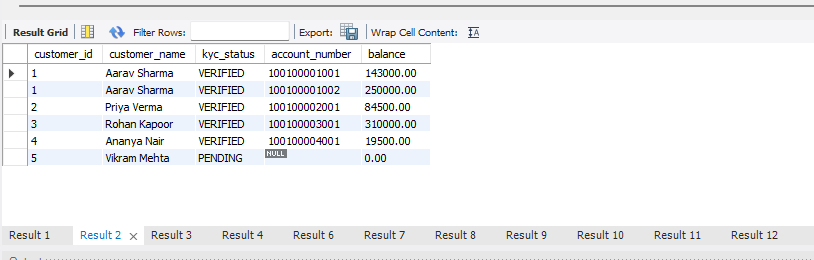 Result Grid Filter Rows: Export: Wrap Cell Content: IA
customer_id customer_name kyc_status account_number balance
1 Aarav Sharma VERIFIED 100100001001 143000.00
1 Aarav Sharma VERIFIED 100100001002 250000.00
2 Priya Verma VERIFIED 100100002001 84500.00
3 Rohan Kapoor VERIFIED 100100003001 310000.00
4 Ananya Nair VERIFIED 100100004001 19500.00
5 Vikram Mehta PENDING NULL 0.00
Result 1 Result 2 Result 3 Result 4 Result 6 Result 7 Result 8 Result 9 Result 10 Result 11 Result 12